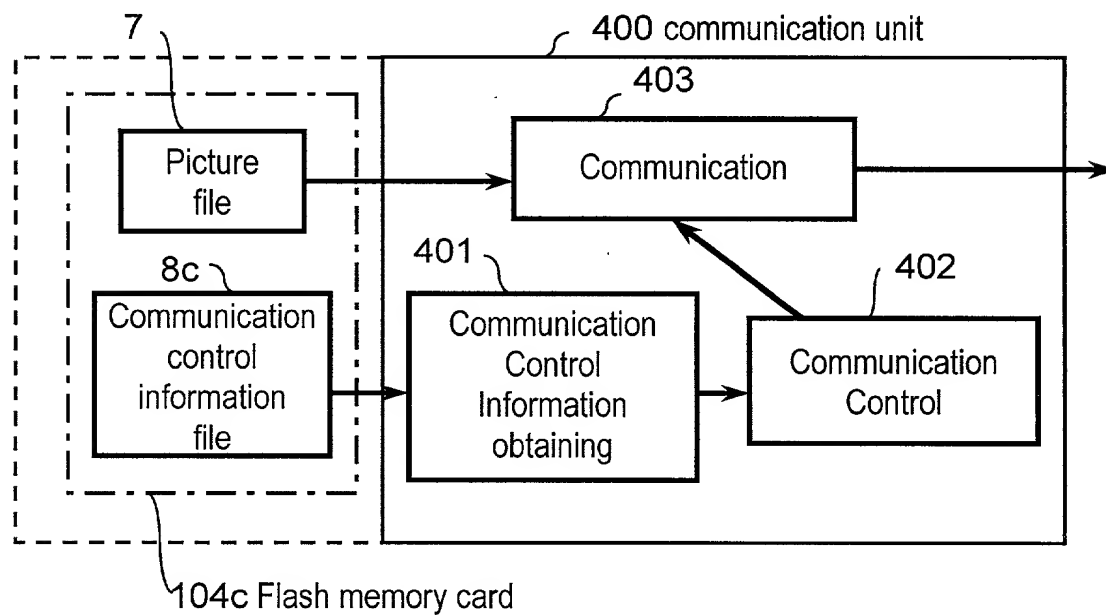 7
400 communication unit
403
Picture
file
Communication
8c
401
402
Communication
control
information
file
Communication
Control
Information
obtaining
Communication
Control
104c Flash memory card